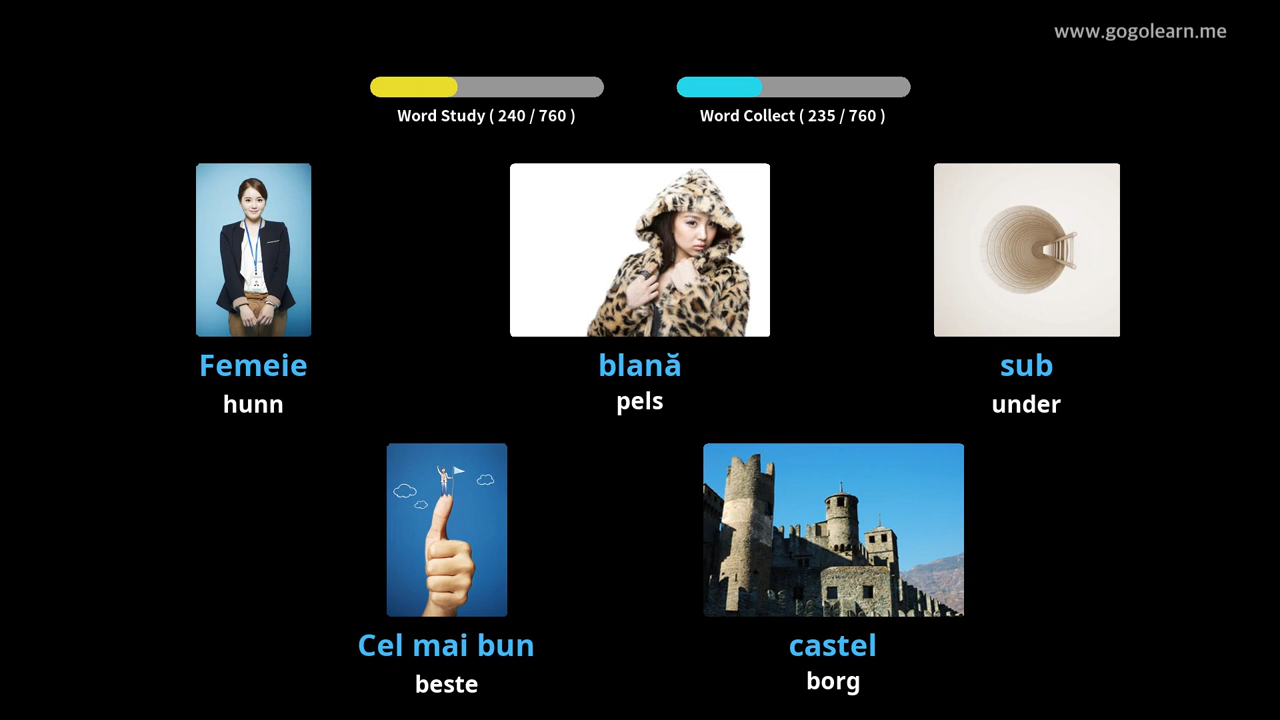 www.gogolearn.me
Word Study ( 240 / 760 )
Word Collect ( 235 / 760 )
Femeie
hunn
blană
pels
sub
under
Cel mai bun
beste
castel
borg